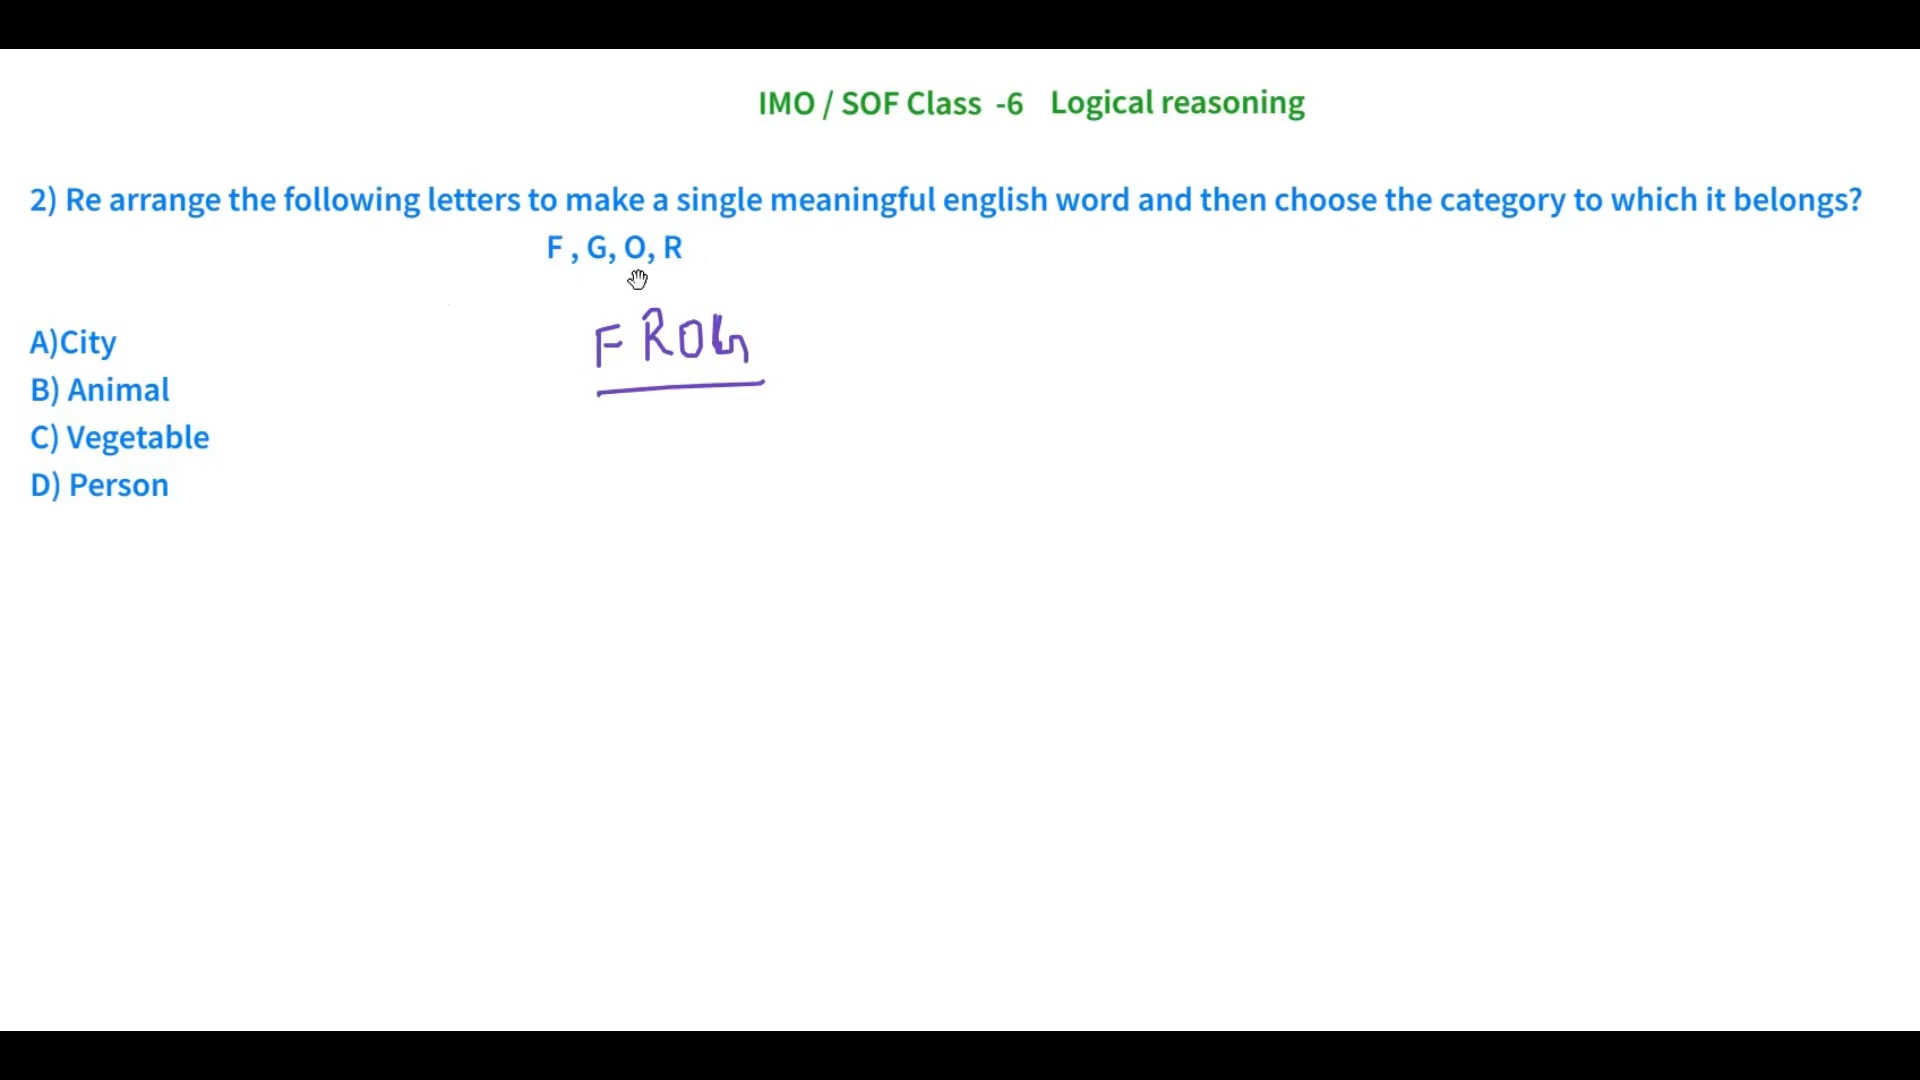 IMO / SOF Class -6 Logical reasoning
2) Re arrange the following letters to make a single meaningful english word and then choose the category to which it belongs?
F , G, O, R
FROG
A)City
B) Animal
C) Vegetable
D) Person